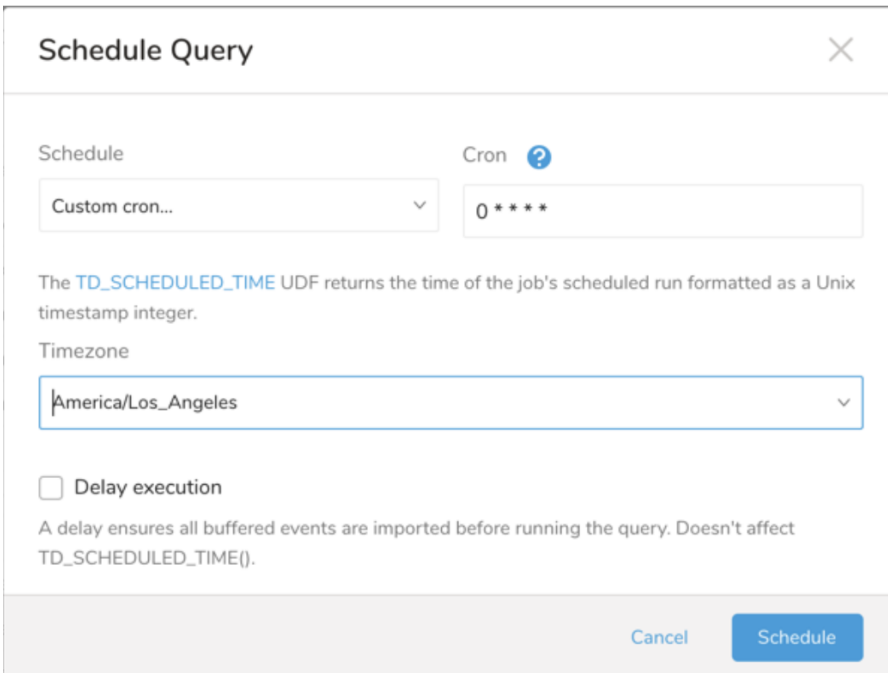 Schedule Query
Schedule
Cron
?
Custom cron...
0 * * * *
The TD_SCHEDULED_TIME UDF returns the time of the job's scheduled run formatted as a Unix
timestamp integer.
Timezone
America/Los_Angeles
Delay execution
A delay ensures all buffered events are imported before running the query. Doesn't affect
TD_SCHEDULED_TIME().
Cancel
Schedule